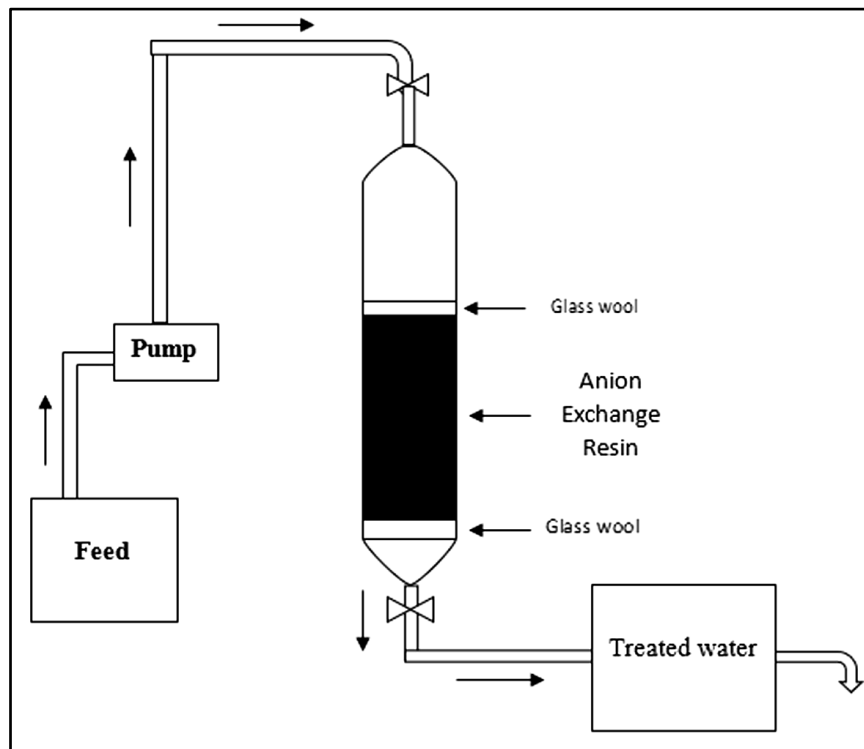 Glass wool
Pump
Anion
Exchange
Resin
Glass wool
Feed
Treated water